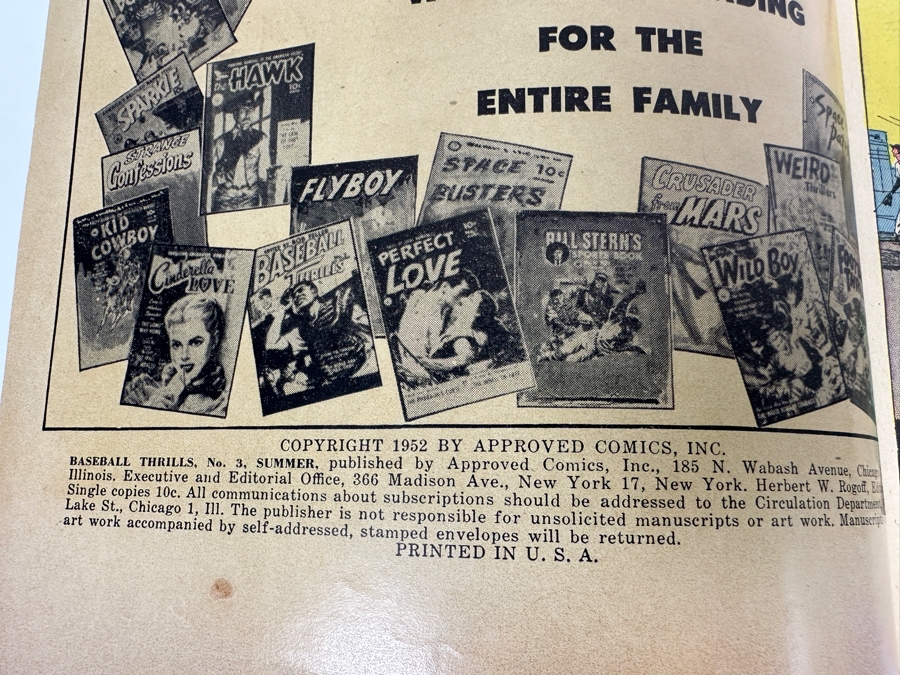 FOR THE
ENTIRE FAMILY
SPARKIE
HAWK
10¢
STRANGE
Confessions
FLYBOY
SPACE
BUSTERS
10¢
CRUSADER
from MARS
WEIRD
KID
COWBOY
Cinderella
LOVE
BASEBALL
THRILLS
PERFECT
LOVE
BILL STERN'S
SPORTS BOOK
WILD BOY
COPYRIGHT 1952 BY APPROVED COMICS, INC.
BASEBALL THRILLS, No. 3, SUMMER, published by Approved Comics, Inc., 185 N. Wabash Avenue,
Illinois. Executive and Editorial Office, 366 Madison Ave., New York 17, New York. Herbert W. Rogoff,
Single copies 10c. All communications about subscriptions should be addressed to the Circulation Department,
Lake St., Chicago 1, Ill. The publisher is not responsible for unsolicited manuscripts or art work.
art work accompanied by self-addressed, stamped envelopes will be returned.
PRINTED IN U. S. A.